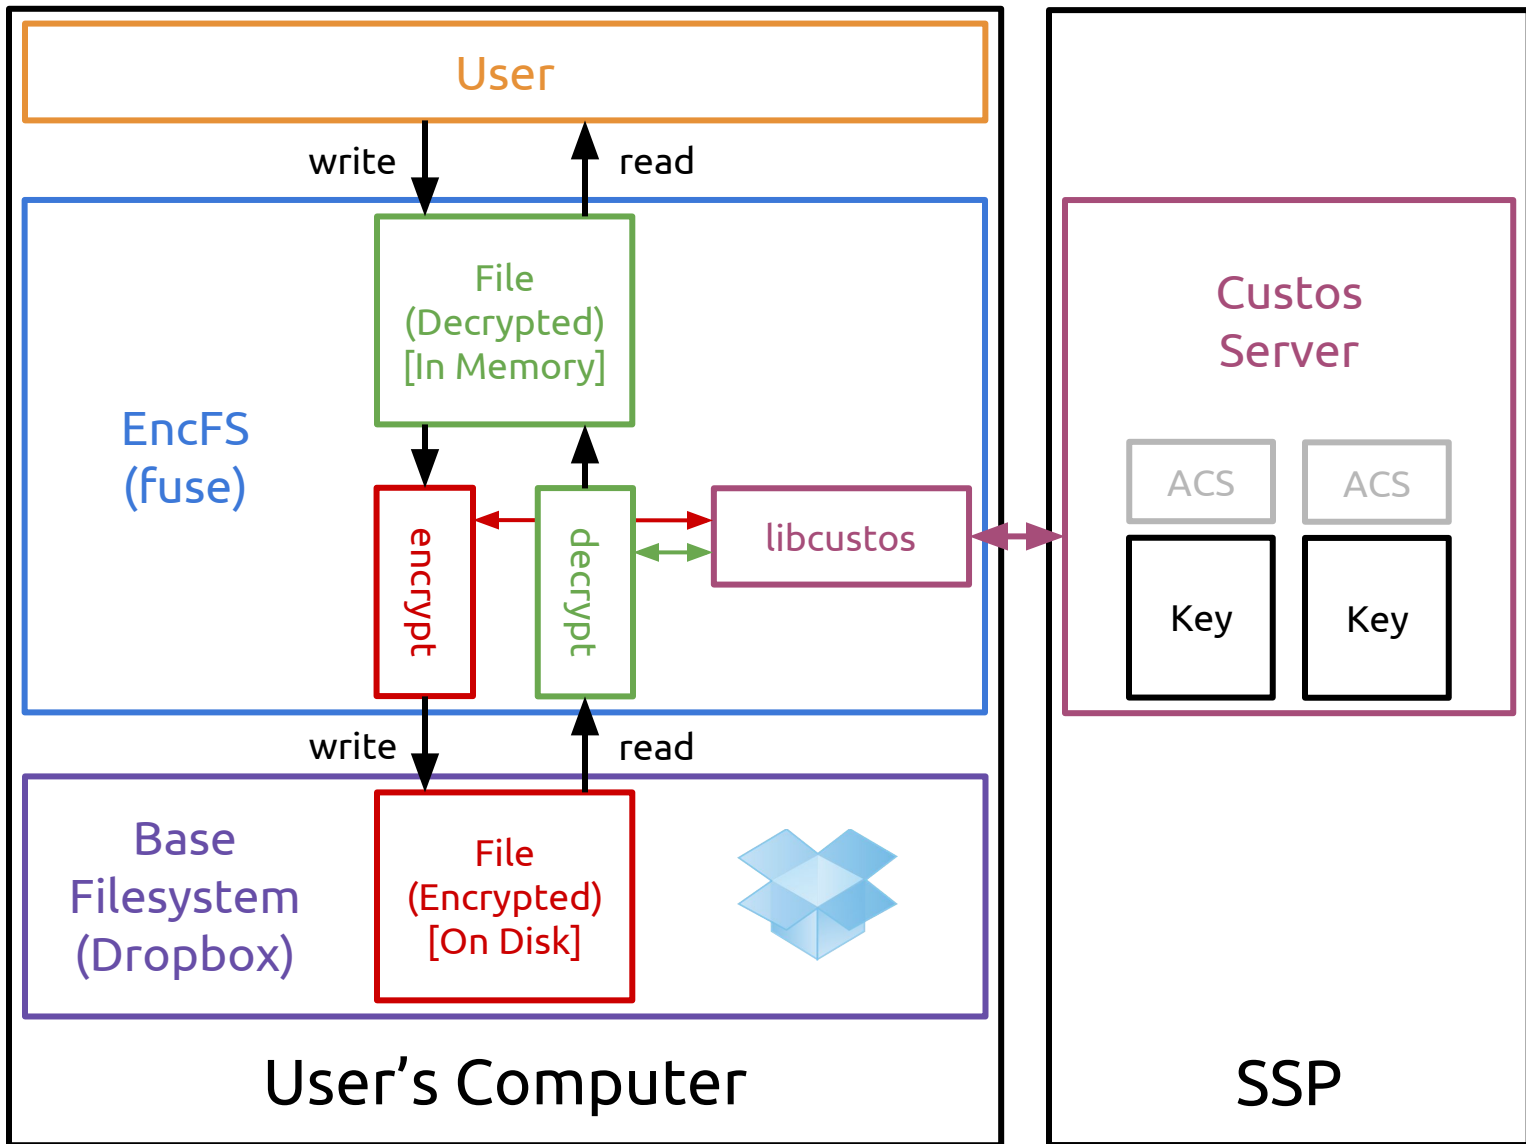 User
write
read
File
(Decrypted)
[In Memory]
EncFS
(fuse)
encrypt
decrypt
libcustos
write
read
Base
Filesystem
(Dropbox)
File
(Encrypted)
[On Disk]
User's Computer
Custos
Server
ACS
ACS
Key
Key
SSP